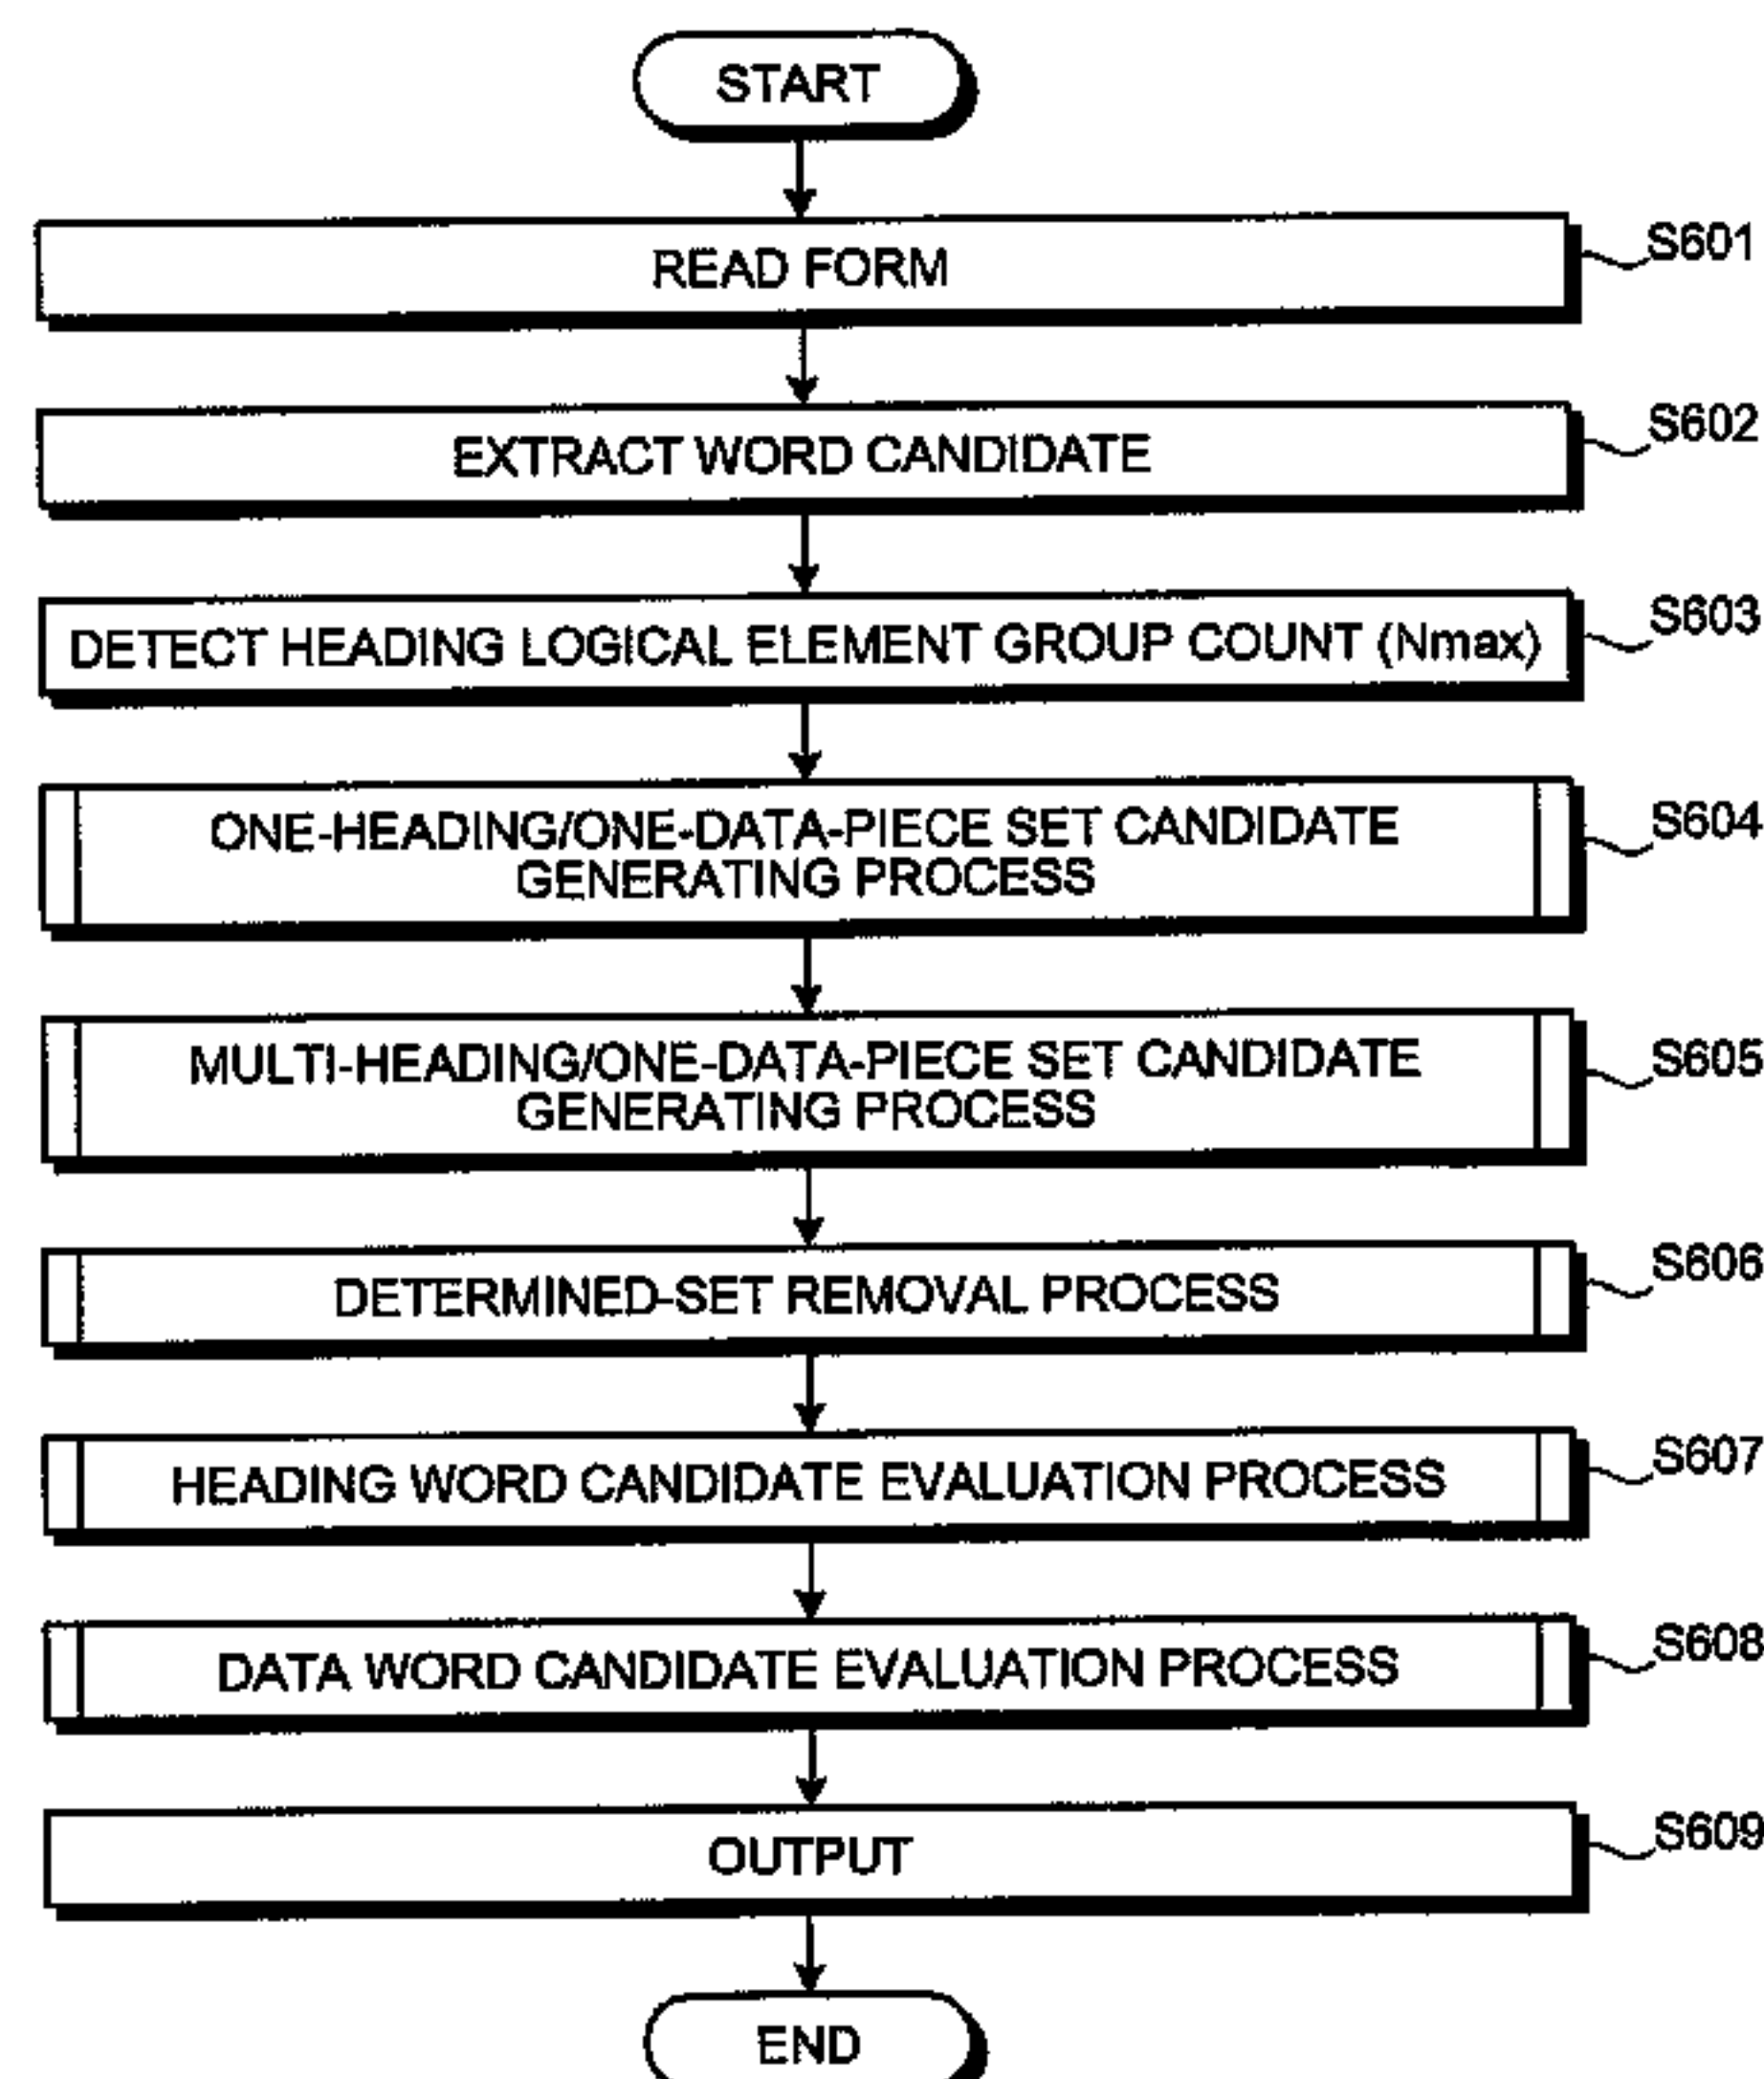 START
READ FORM
S601
EXTRACT WORD CANDIDATE
S602
DETECT HEADING LOGICAL ELEMENT GROUP COUNT (Nmax)
S603
ONE-HEADING/ONE-DATA-PIECE SET CANDIDATE
GENERATING PROCESS
S604
MULTI-HEADING/ONE-DATA-PIECE SET CANDIDATE
GENERATING PROCESS
S605
DETERMINED-SET REMOVAL PROCESS
S606
HEADING WORD CANDIDATE EVALUATION PROCESS
S607
DATA WORD CANDIDATE EVALUATION PROCESS
S608
OUTPUT
S609
END